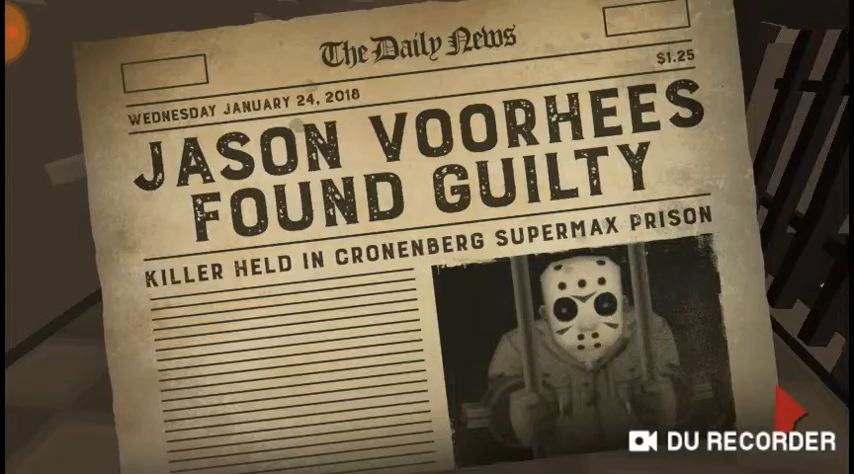 The Daily News
$1.25
WEDNESDAY JANUARY 24, 2018
JASON VOORHEES
FOUND GUILTY
KILLER HELD IN CRONENBERG SUPERMAX PRISON
DU RECORDER